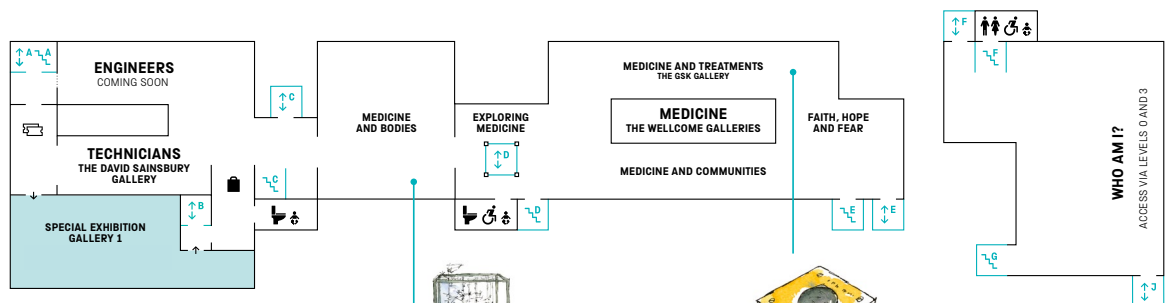 A A
ENGINEERS
COMING SOON
C
TECHNICIANS
THE DAVID SAINSBURY
GALLERY
C
B
SPECIAL EXHIBITION
GALLERY 1
MEDICINE
AND BODIES
EXPLORING
MEDICINE
D
D
MEDICINE AND TREATMENTS
THE GSK GALLERY
MEDICINE
THE WELLCOME GALLERIES
MEDICINE AND COMMUNITIES
FAITH, HOPE
AND FEAR
E E
F
F
WHO AM I?
ACCESS VIA LEVELS 0 AND 3
G
J